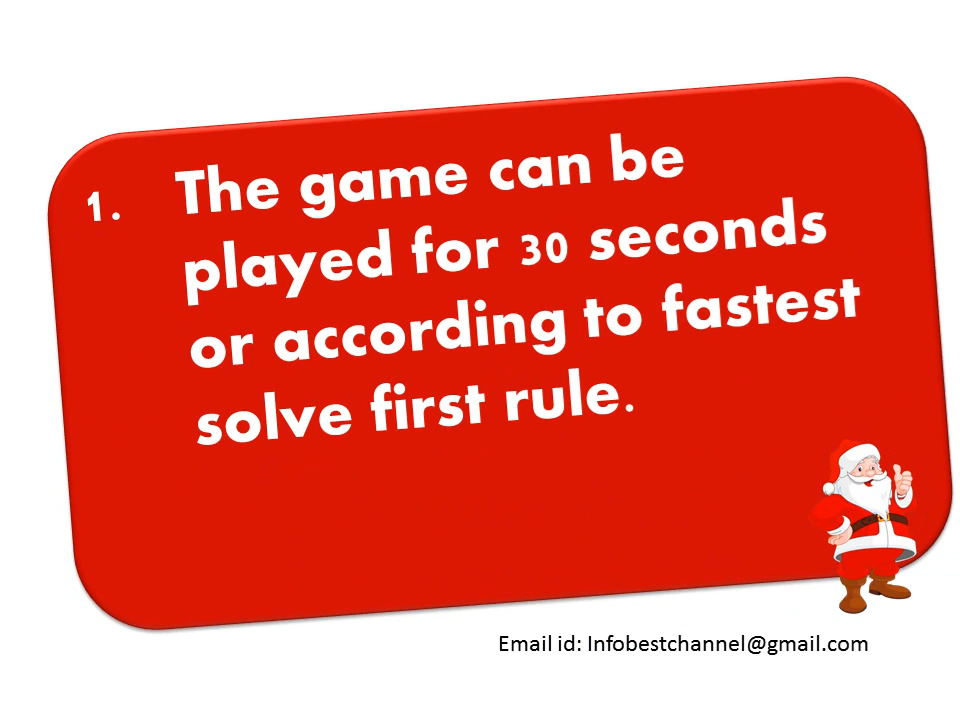 1. The game can be
played for 30 seconds
or according to fastest
solve first rule.
Email id: Infobestchannel@gmail.com